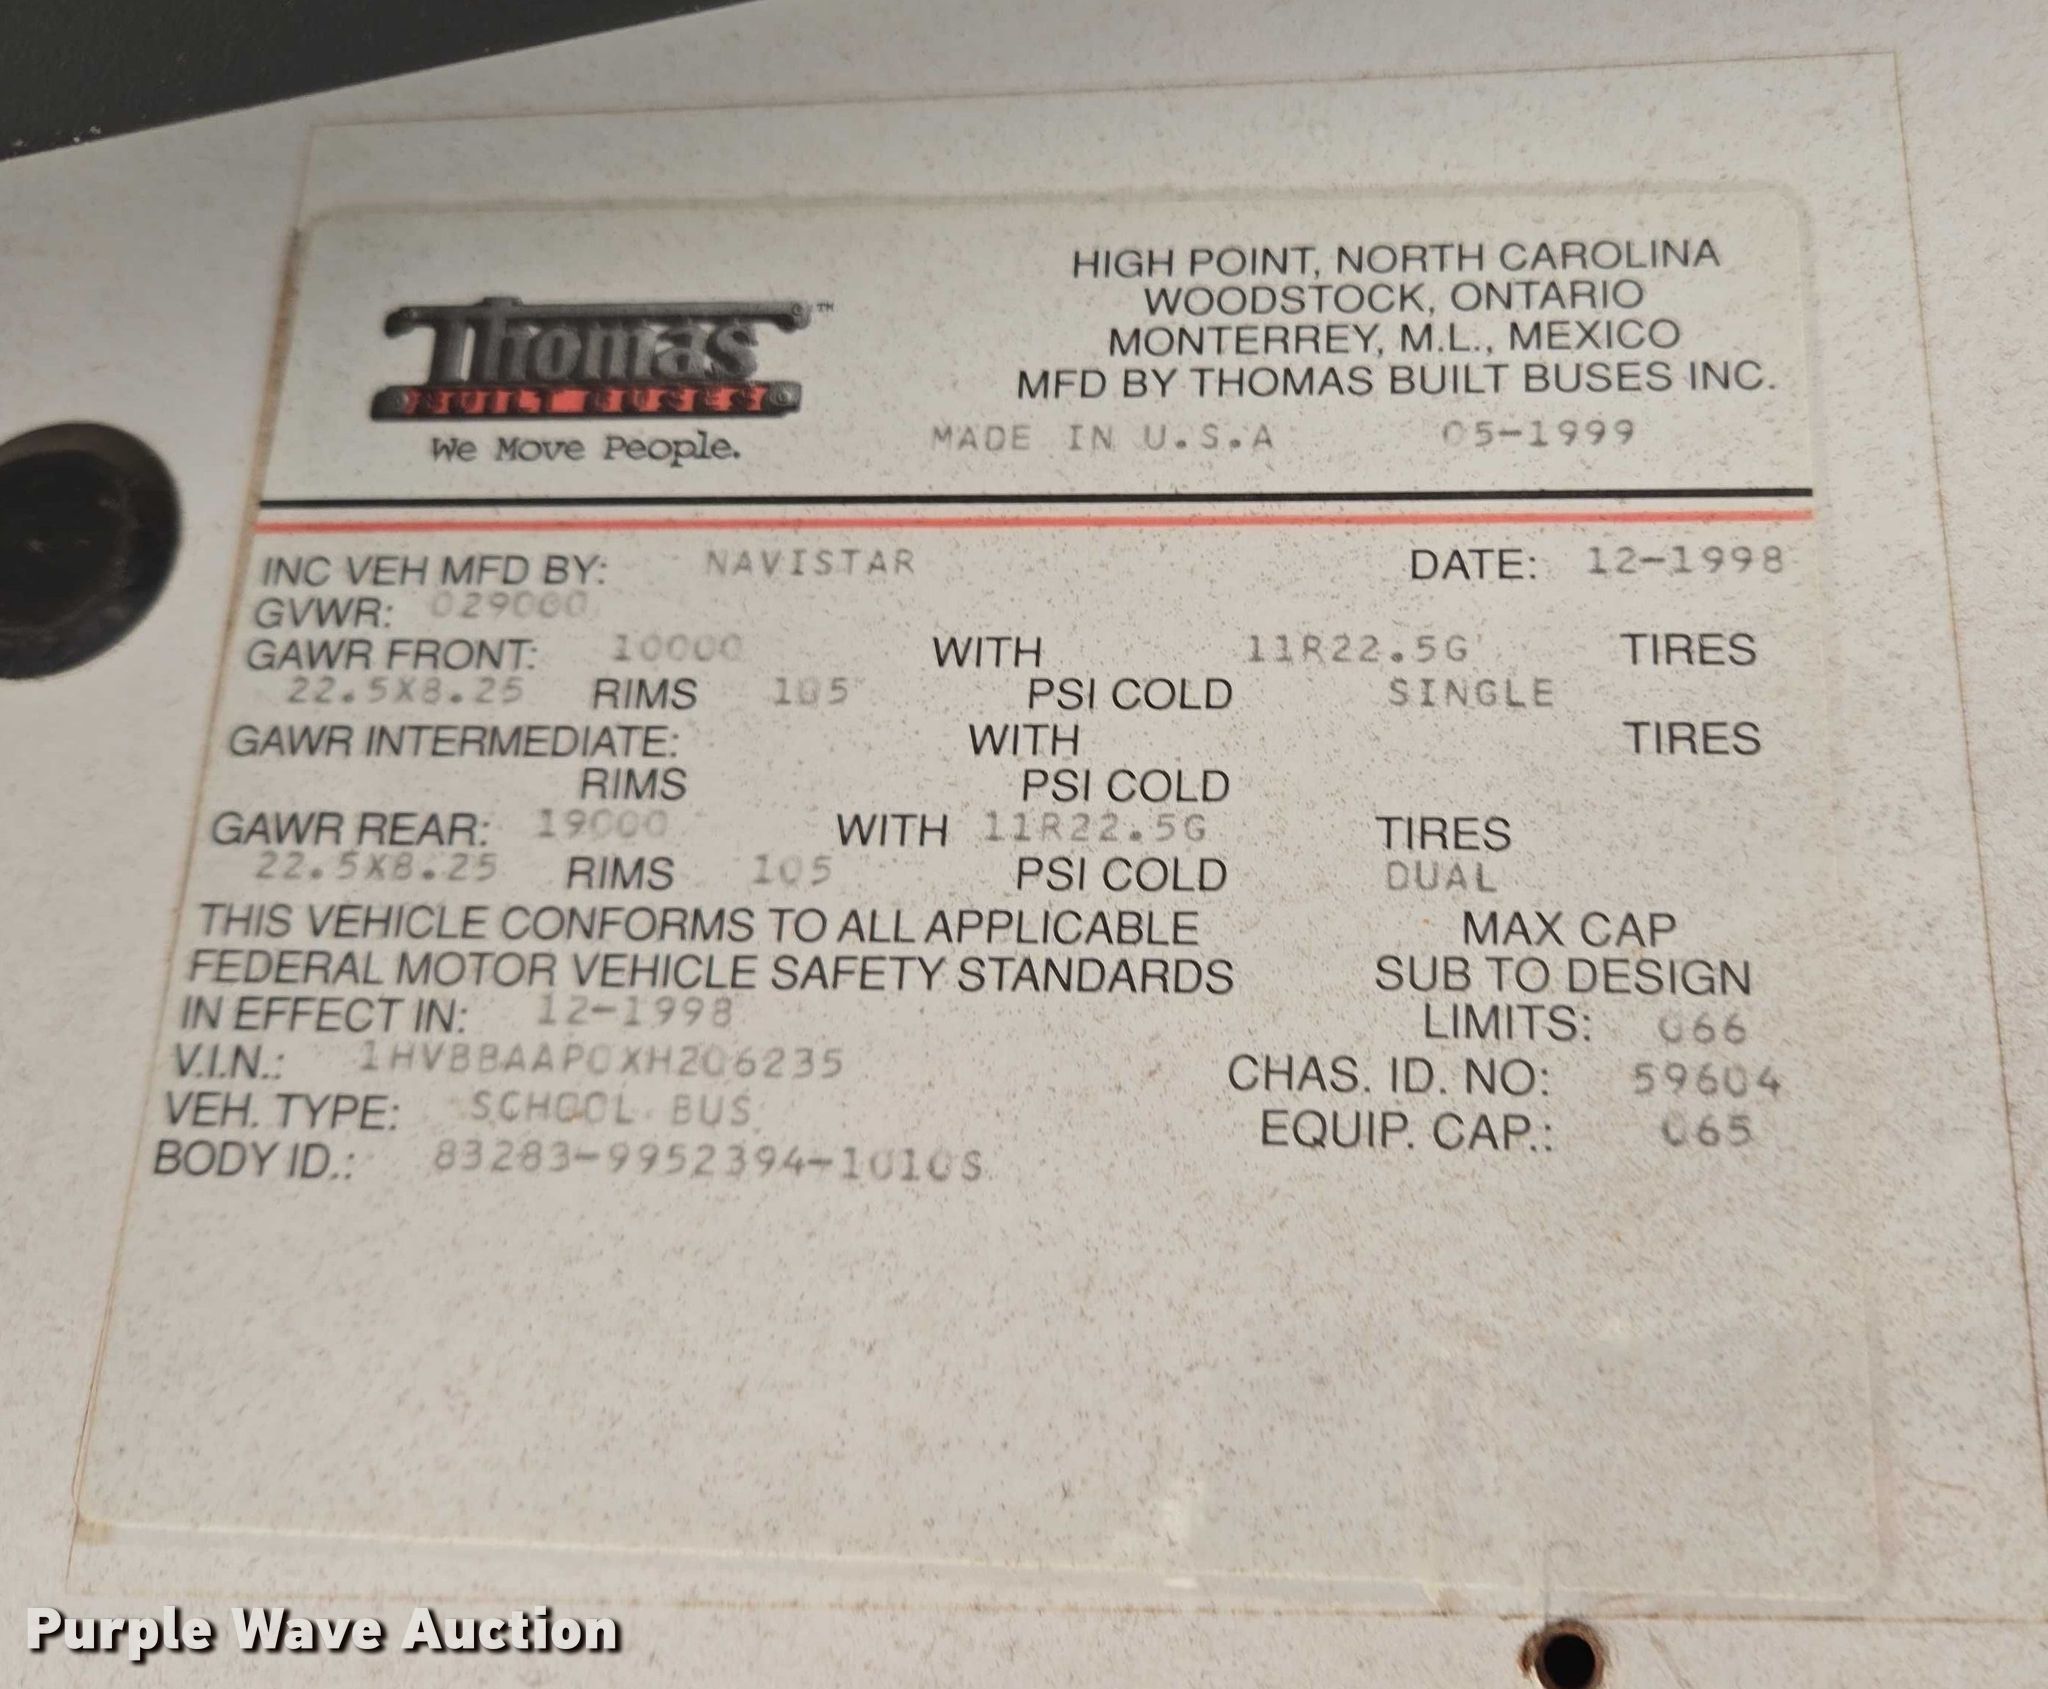 Thomas™
BUILT BUSES
We Move People.
HIGH POINT, NORTH CAROLINA
WOODSTOCK, ONTARIO
MONTERREY, M.L., MEXICO
MFD BY THOMAS BUILT BUSES INC.
MADE IN U.S.A 05-1999
INC VEH MFD BY: NAVISTAR DATE: 12-1998
GVWR: 029000
GAWR FRONT: 10000 WITH 11R22.5G TIRES
22.5X8.25 RIMS 105 PSI COLD SINGLE
GAWR INTERMEDIATE: WITH TIRES
RIMS PSI COLD
GAWR REAR: 19000 WITH 11R22.5G TIRES
22.5X8.25 RIMS 105 PSI COLD DUAL
THIS VEHICLE CONFORMS TO ALL APPLICABLE MAX CAP
FEDERAL MOTOR VEHICLE SAFETY STANDARDS SUB TO DESIGN
IN EFFECT IN: 12-1998 LIMITS: 066
V.I.N.: 1HVBBAAP0XH206235 CHAS. ID. NO: 59604
VEH. TYPE: SCHOOL BUS EQUIP. CAP.: 065
BODY ID.: 83283-9952394-1010S
Purple Wave Auction